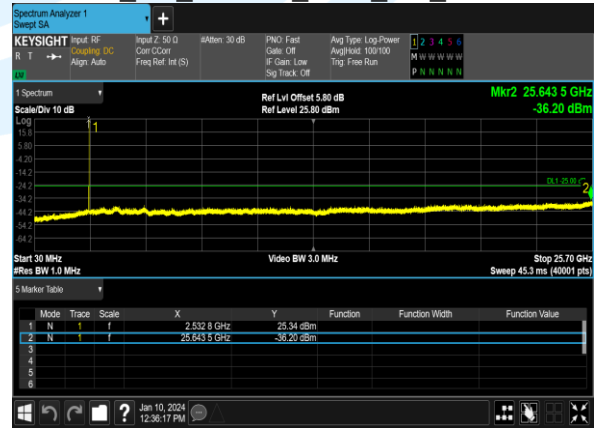 Spectrum Analyzer 1
Swept SA
+
KEYSIGHT Input: RF Input Z: 50 Ω #Atten: 30 dB PNO: Fast Avg Type: Log-Power 1 2 3 4 5 6
R T Coupling: DC Corr CCorr Gate: Off Avg|Hold: 100/100 M W W W W W
Align: Auto Freq Ref: Int (S) IF Gain: Low Trig: Free Run
Sig Track: Off P N N N N N
1 Spectrum Ref Lvl Offset 5.80 dB Mkr2 25.643 5 GHz
Scale/Div 10 dB Ref Level 25.80 dBm -36.20 dBm
Log
1
15.8
5.80
-4.20
-14.2
DL1 -25.00
-24.2
2
-34.2
-44.2
-54.2
-64.2
Start 30 MHz Video BW 3.0 MHz Stop 25.70 GHz
#Res BW 1.0 MHz Sweep 45.3 ms (40001 pts)
5 Marker Table
Mode Trace Scale X Y Function Function Width Function Value
1 N 1 f 2.532 8 GHz 25.34 dBm
2 N 1 f 25.643 5 GHz -36.20 dBm
3
4
5
6
? Jan 10, 2024
12:36:17 PM